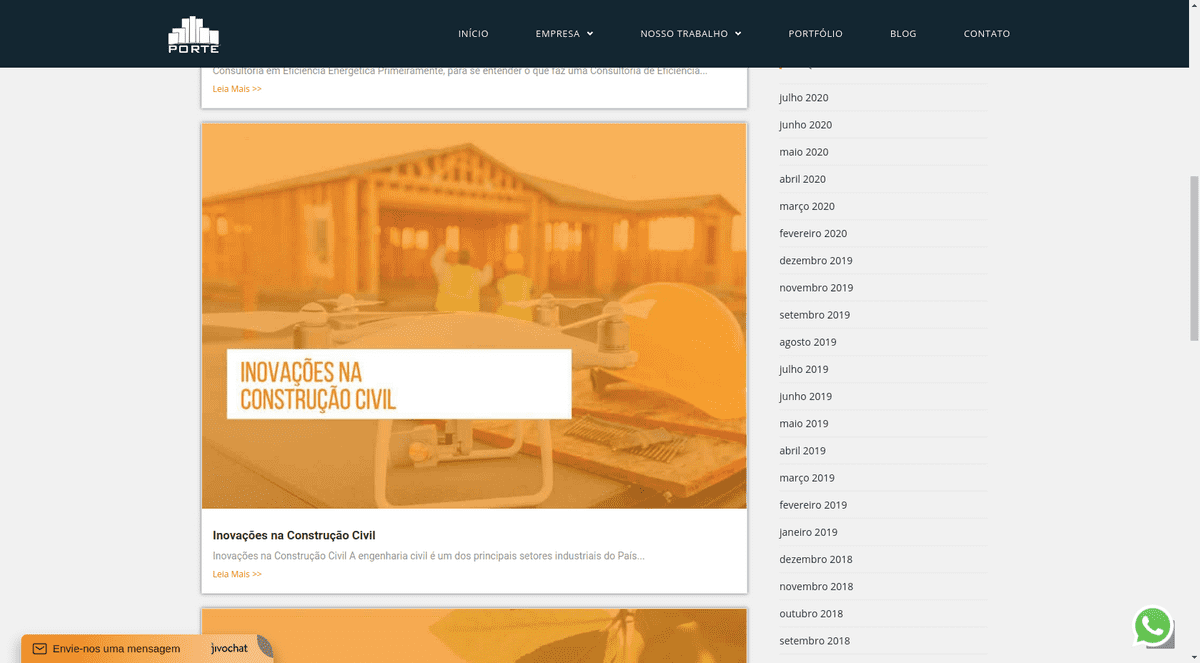 PORTE
INÍCIO
EMPRESA
NOSSO TRABALHO
PORTFÓLIO
BLOG
CONTATO
Consultoria em Eficiência Energética Primeiramente, para se entender o que faz uma Consultoria de Eficiência...
Leia Mais >>
INOVAÇÕES NA
CONSTRUÇÃO CIVIL
Inovações na Construção Civil
Inovações na Construção Civil A engenharia civil é um dos principais setores industriais do País...
Leia Mais >>
julho 2020
junho 2020
maio 2020
abril 2020
março 2020
fevereiro 2020
dezembro 2019
novembro 2019
setembro 2019
agosto 2019
julho 2019
junho 2019
maio 2019
abril 2019
março 2019
fevereiro 2019
janeiro 2019
dezembro 2018
novembro 2018
outubro 2018
setembro 2018
Envie-nos uma mensagem
jivochat